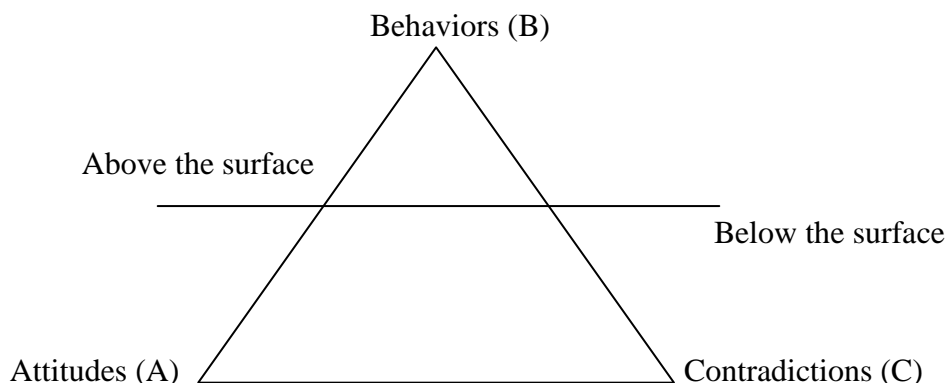 Behaviors (B)
Above the surface
Below the surface
Attitudes (A)
Contradictions (C)